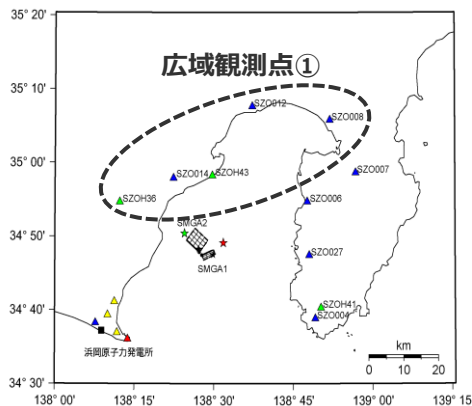 35° 20'
広域観測点①
35° 10'
SZO012
SZO008
35° 00'
SZO014
SZOH43
SZO007
SZOH36
SZO006
SMGA2
34° 50'
SZO027
SMGA1
34° 40'
SZOH41
SZO004
浜岡原子力発電所
km
0 10 20
34° 30'
138° 00' 138° 15' 138° 30' 138° 45' 139° 00' 139° 15'